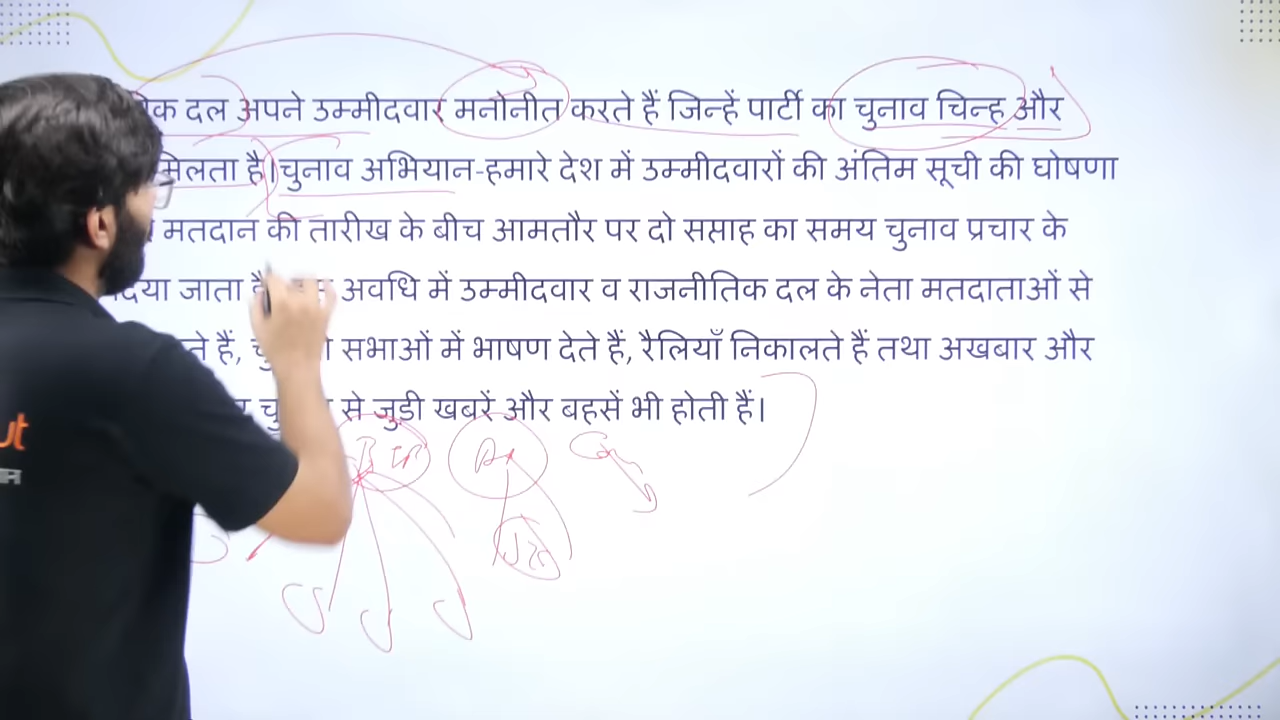 दल अपने उम्मीदवार मनोनीत करते हैं जिन्हें पार्टी का चुनाव चिन्ह और
मिलता है।चुनाव अभियान-हमारे देश में उम्मीदवारों की अंतिम सूची की घोषणा
मतदान की तारीख के बीच आमतौर पर दो सप्ताह का समय चुनाव प्रचार के
दिया जाता अवधि में उम्मीदवार व राजनीतिक दल के नेता मतदाताओं से
हैं, सभाओं में भाषण देते हैं, रैलियाँ निकालते हैं तथा अखबार और
से जुडी खबरें और बहसें भी होती हैं।